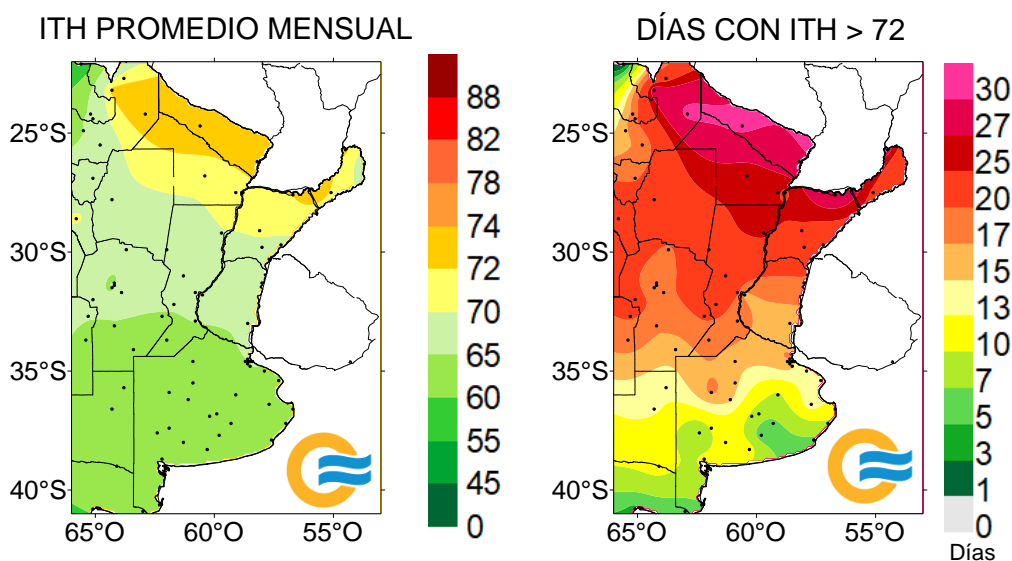 ITH PROMEDIO MENSUAL
88
82
78
74
72
70
65
60
55
45
0
25°S
30°S
35°S
40°S
65°O
60°O
55°O
DÍAS CON ITH > 72
30
27
25
20
17
15
13
10
7
5
3
1
0
Días
25°S
30°S
35°S
40°S
65°O
60°O
55°O